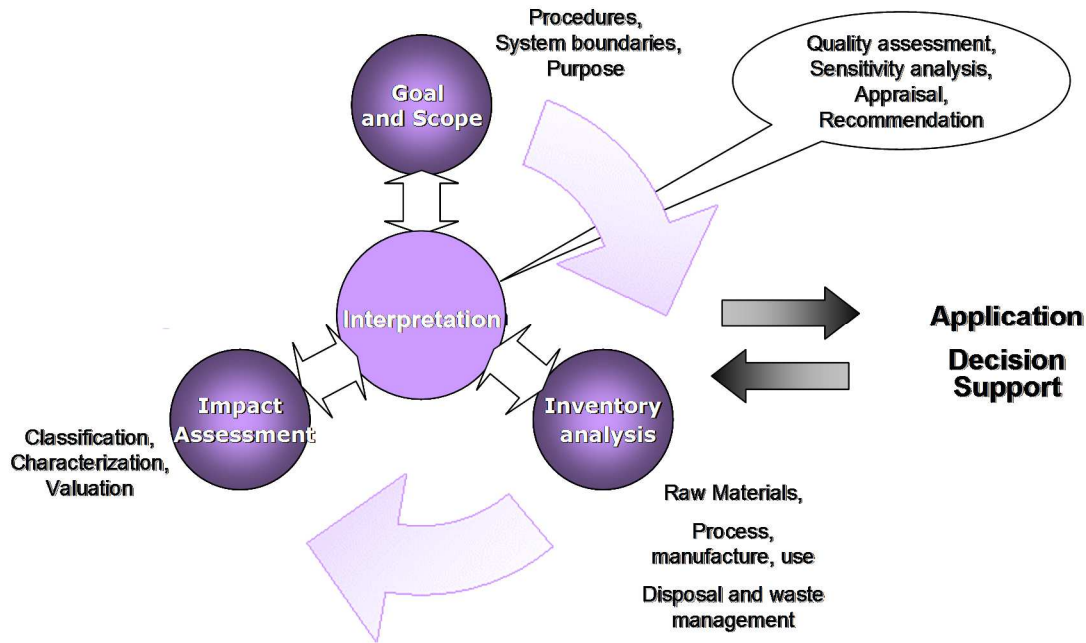 Procedures,
System boundaries,
Purpose
Quality assessment,
Sensitivity analysis,
Appraisal,
Recommendation
Goal
and Scope
Interpretation
Application
Decision
Support
Impact
Assessment
Inventory
analysis
Classification,
Characterization,
Valuation
Raw Materials,
Process,
manufacture, use
Disposal and waste
management